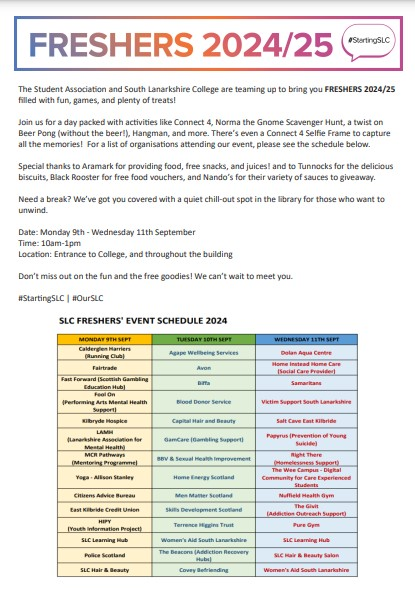 FRESHERS 2024/25
#StartingSLC
The Student Association and South Lanarkshire College are teaming up to bring you FRESHERS 2024/25
filled with fun, games, and plenty of treats!
Join us for a day packed with activities like Connect 4, Norma the Gnome Scavenger Hunt, a twist on
Beer Pong (without the beer!), Hangman, and more. There's even a Connect 4 Selfie Frame to capture
all the memories! For a list of organisations attending our event, please see the schedule below.
Special thanks to Aramark for providing food, free snacks, and juices! and to Tunnocks for the delicious
biscuits, Black Rooster for free food vouchers, and Nando's for their variety of sauces to giveaway.
Need a break? We've got you covered with a quiet chill-out spot in the library for those who want to
unwind.
Date: Monday 9th - Wednesday 11th September
Time: 10am-1pm
Location: Entrance to College, and throughout the building
Don't miss out on the fun and the free goodies! We can't wait to meet you.
#StartingSLC | #OurSLC
SLC FRESHERS' EVENT SCHEDULE 2024
MONDAY 9TH SEPT TUESDAY 10TH SEPT WEDNESDAY 11TH SEPT
Calderglen Harriers
(Running Club)
Agape Wellbeing Services
Dolan Aqua Centre
Fairtrade
Avon
Home Instead Home Care
(Social Care Provider)
Fast Forward (Scottish Gambling
Education Hub)
Biffa
Samaritans
Fool On
(Performing Arts Mental Health
Support)
Blood Donor Service
Victim Support South Lanarkshire
Kilbryde Hospice
Capital Hair and Beauty
Salt Cave East Kilbride
LAMH
(Lanarkshire Association for
Mental Health)
GamCare (Gambling Support)
Papyrus (Prevention of Young
Suicide)
MCR Pathways
(Mentoring Programme)
BBV & Sexual Health Improvement
Right There
(Homelessness Support)
Yoga - Allison Stanley
Home Energy Scotland
The Wee Campus - Digital
Community for Care Experienced
Students
Citizens Advice Bureau
Men Matter Scotland
Nuffield Health Gym
East Kilbride Credit Union
Skills Development Scotland
The Givit
(Addiction Outreach Support)
HIPY
(Youth Information Project)
Terrence Higgins Trust
Pure Gym
SLC Learning Hub
Women's Aid South Lanarkshire
SLC Learning Hub
Police Scotland
The Beacons (Addiction Recovery
Hubs)
SLC Hair & Beauty Salon
SLC Hair & Beauty
Covey Befriending
Women's Aid South Lanarkshire